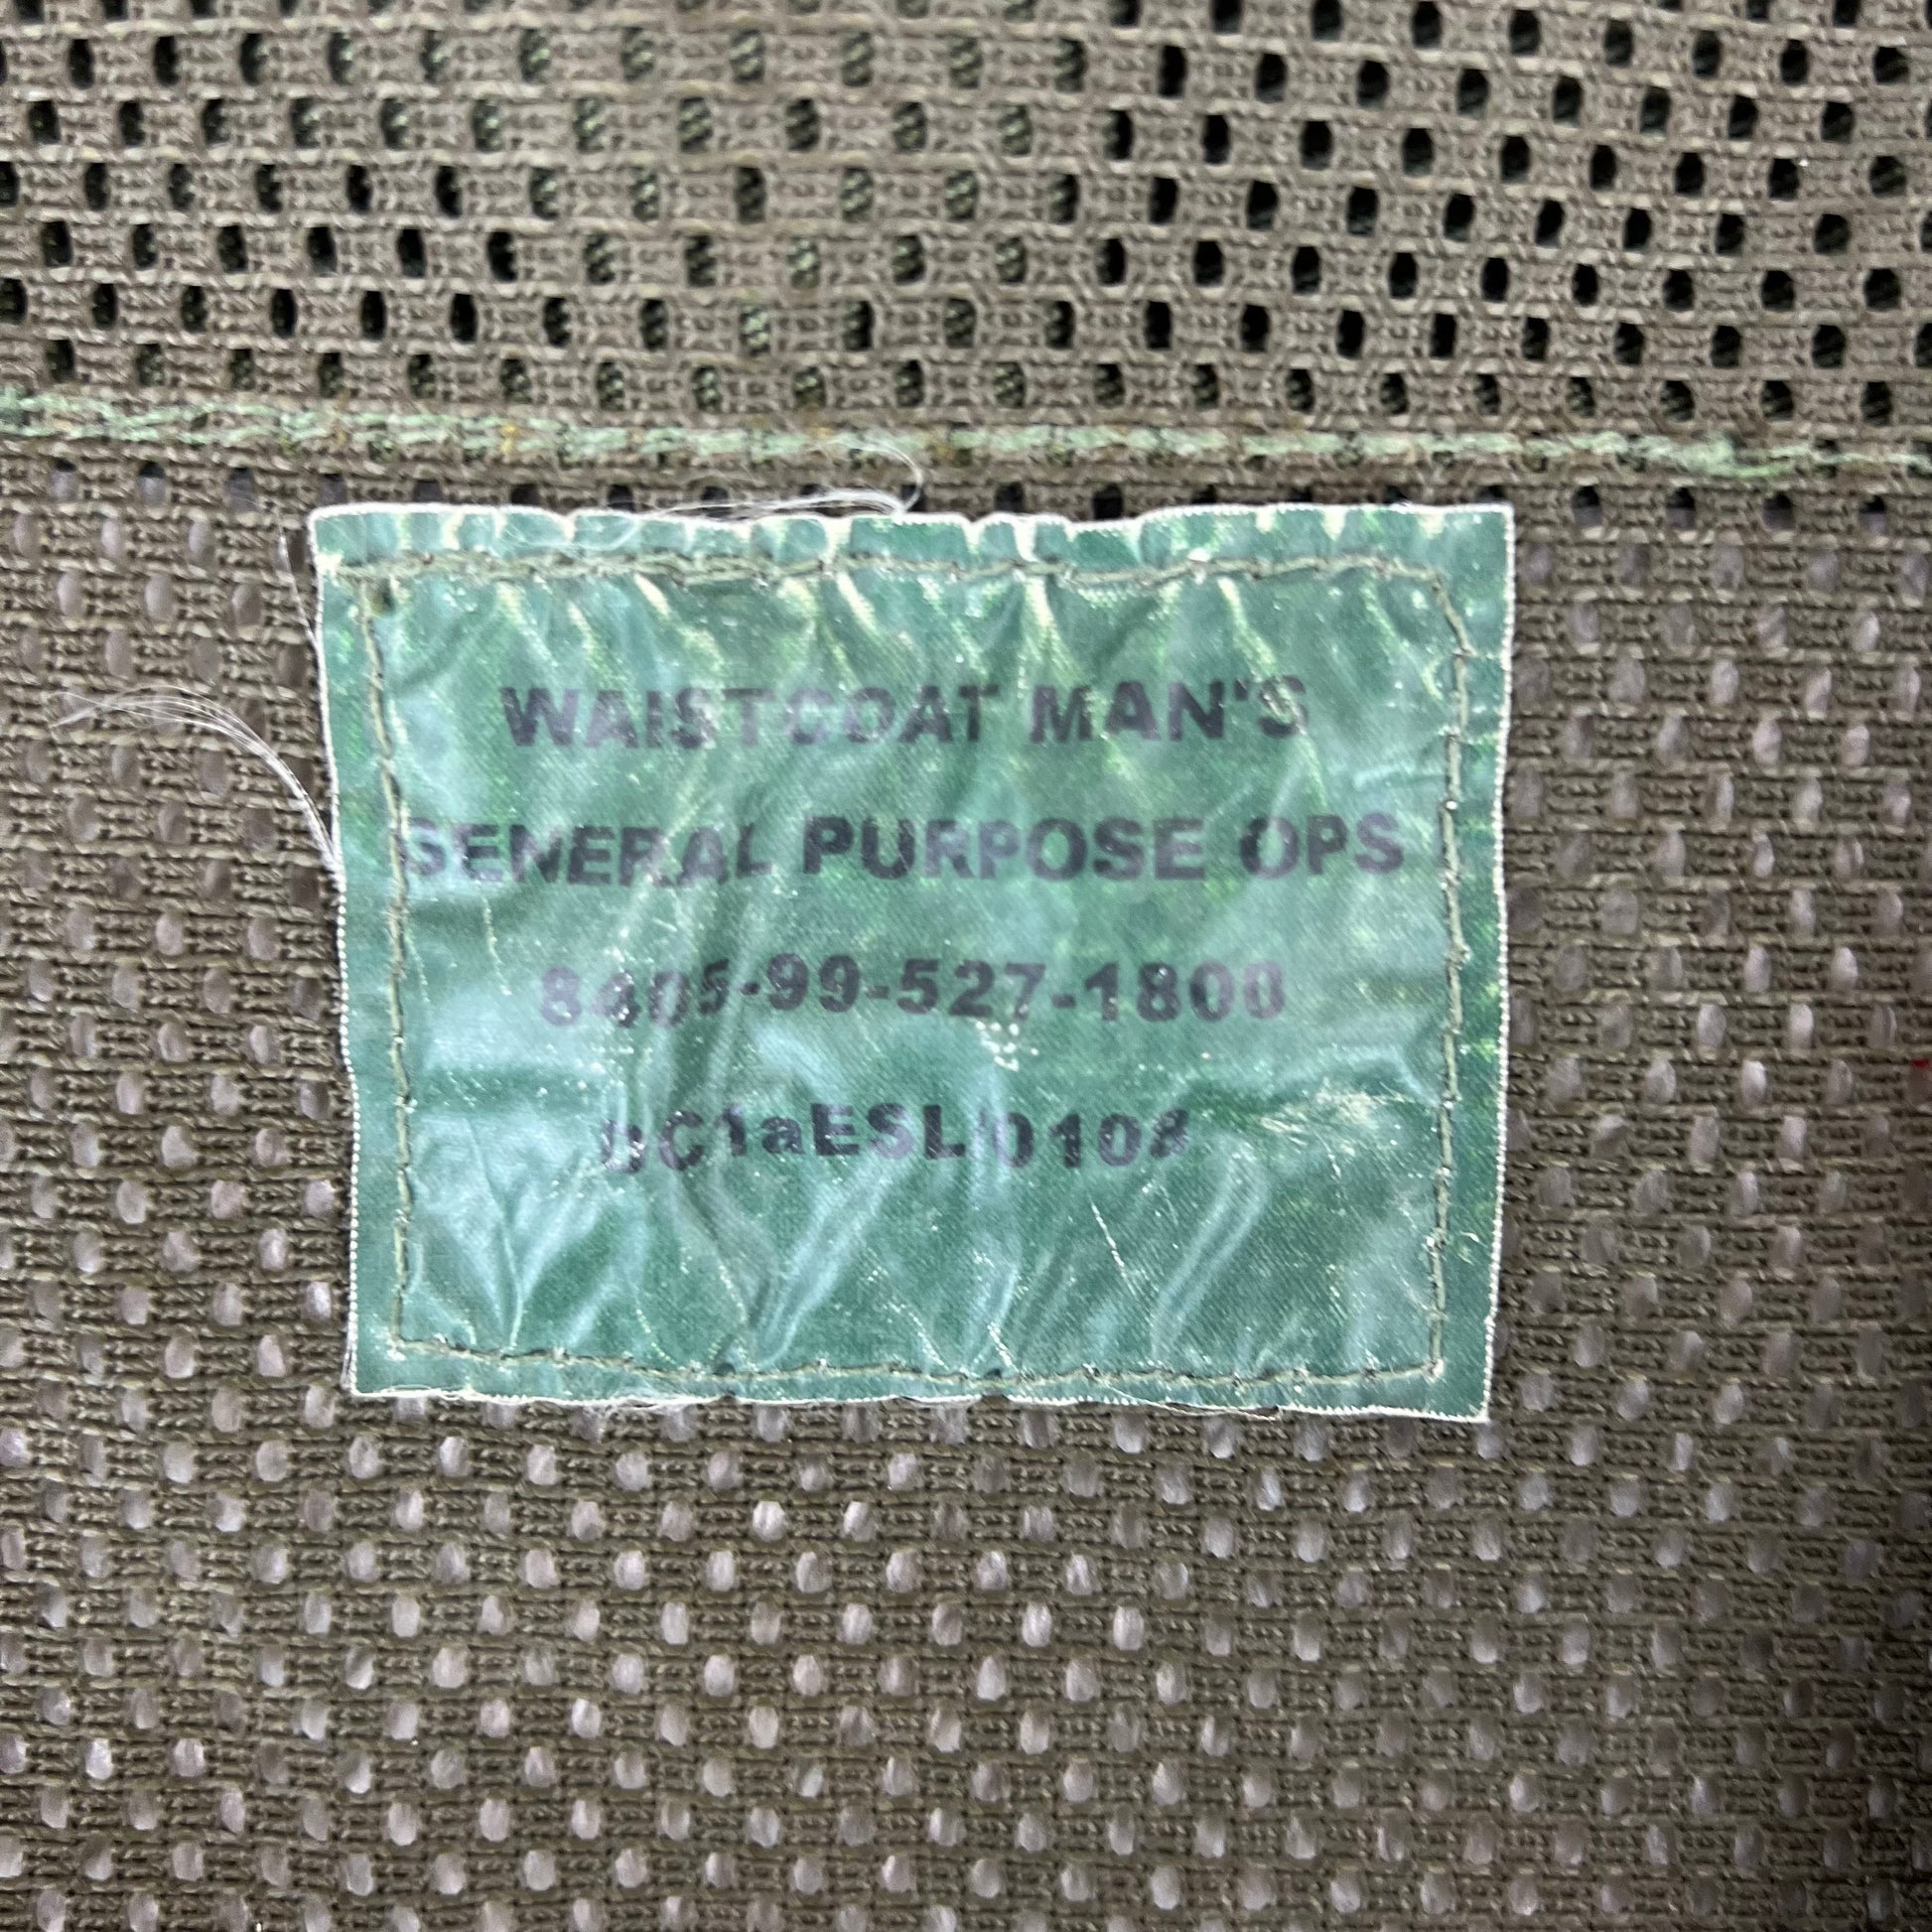 WAISTCOAT MAN'S
GENERAL PURPOSE OPS
8405-99-527-1800